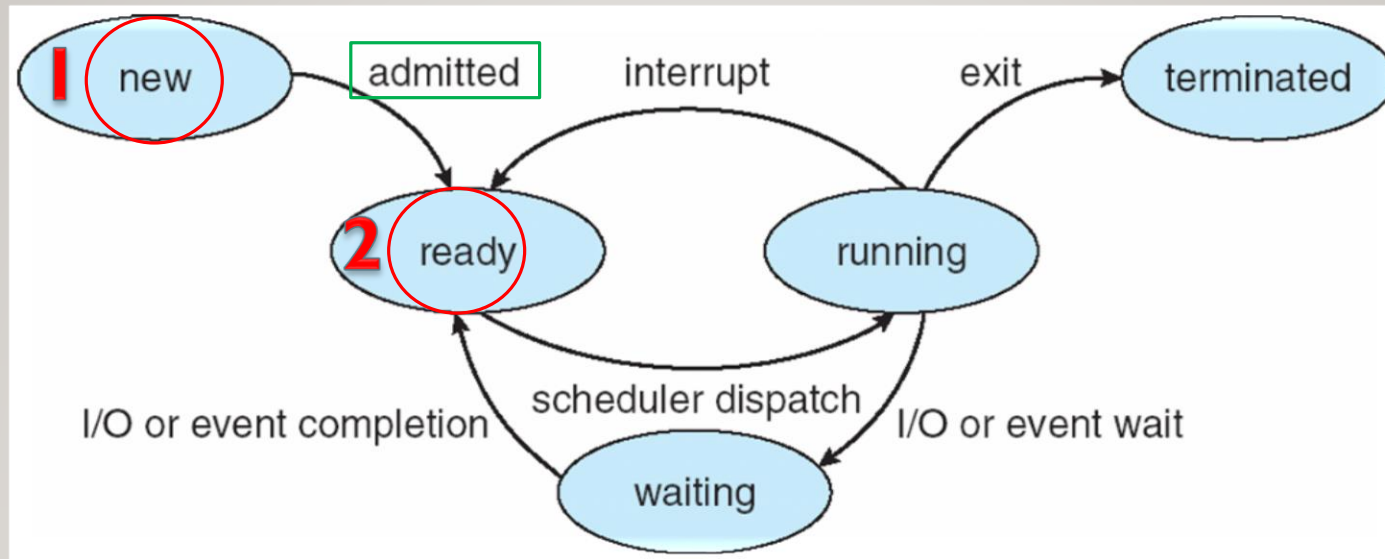 1 new
admitted
interrupt
exit
terminated
2 ready
running
scheduler dispatch
I/O or event completion
I/O or event wait
waiting